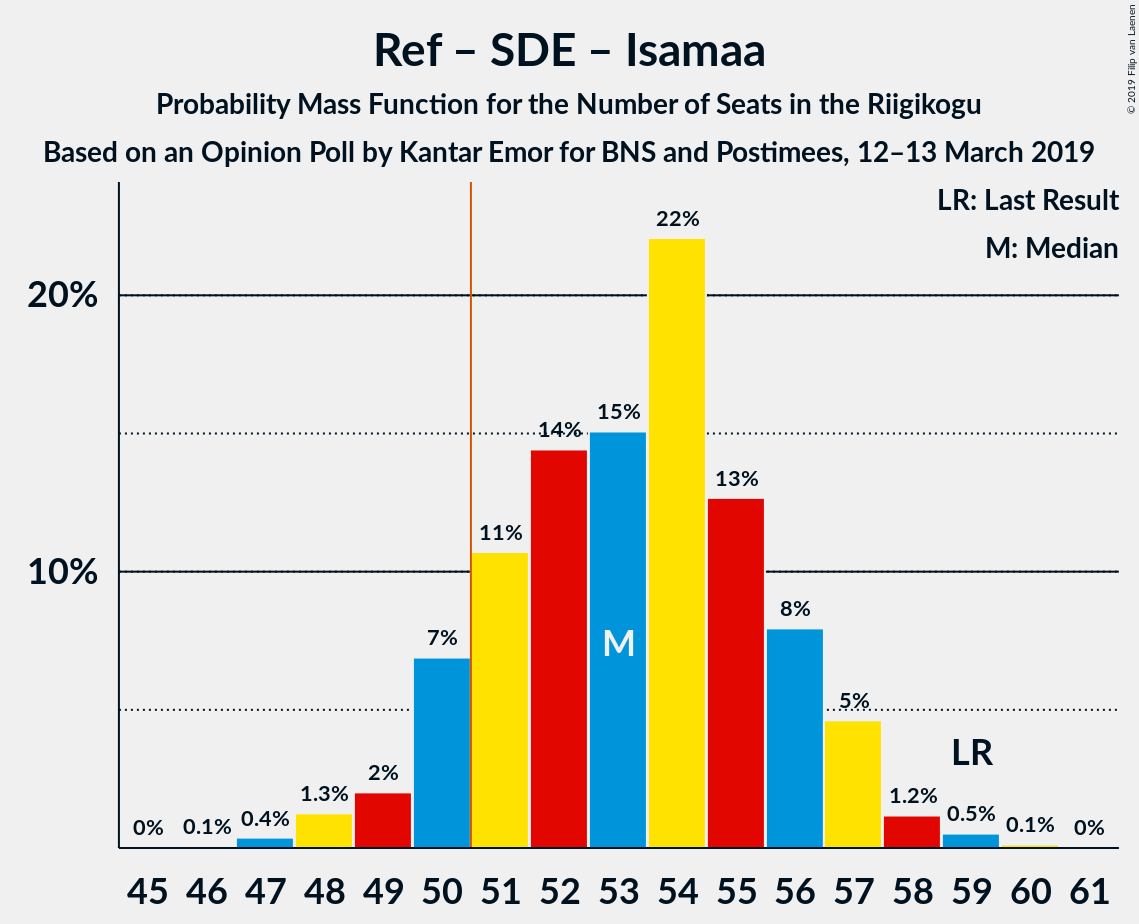 Ref – SDE – Isamaa
Probability Mass Function for the Number of Seats in the Riigikogu
Based on an Opinion Poll by Kantar Emor for BNS and Postimees, 12–13 March 2019
© 2019 Filip van Laenen
LR: Last Result
M: Median
20%
10%
0% 0.1% 0.4% 1.3% 2% 7% 11% 14% 15% 22% 13% 8% 5% 1.2% 0.5% 0.1% 0%
M
LR
45 46 47 48 49 50 51 52 53 54 55 56 57 58 59 60 61